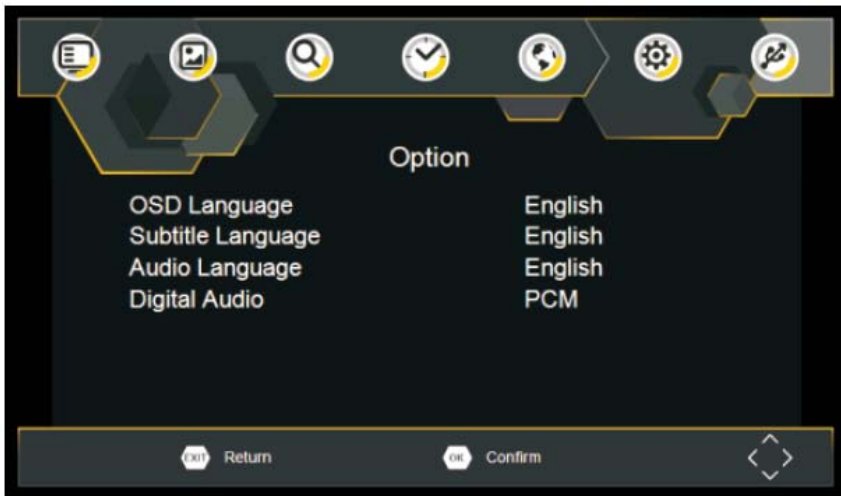 Option
OSD Language English
Subtitle Language English
Audio Language English
Digital Audio PCM
EXIT Return OK Confirm